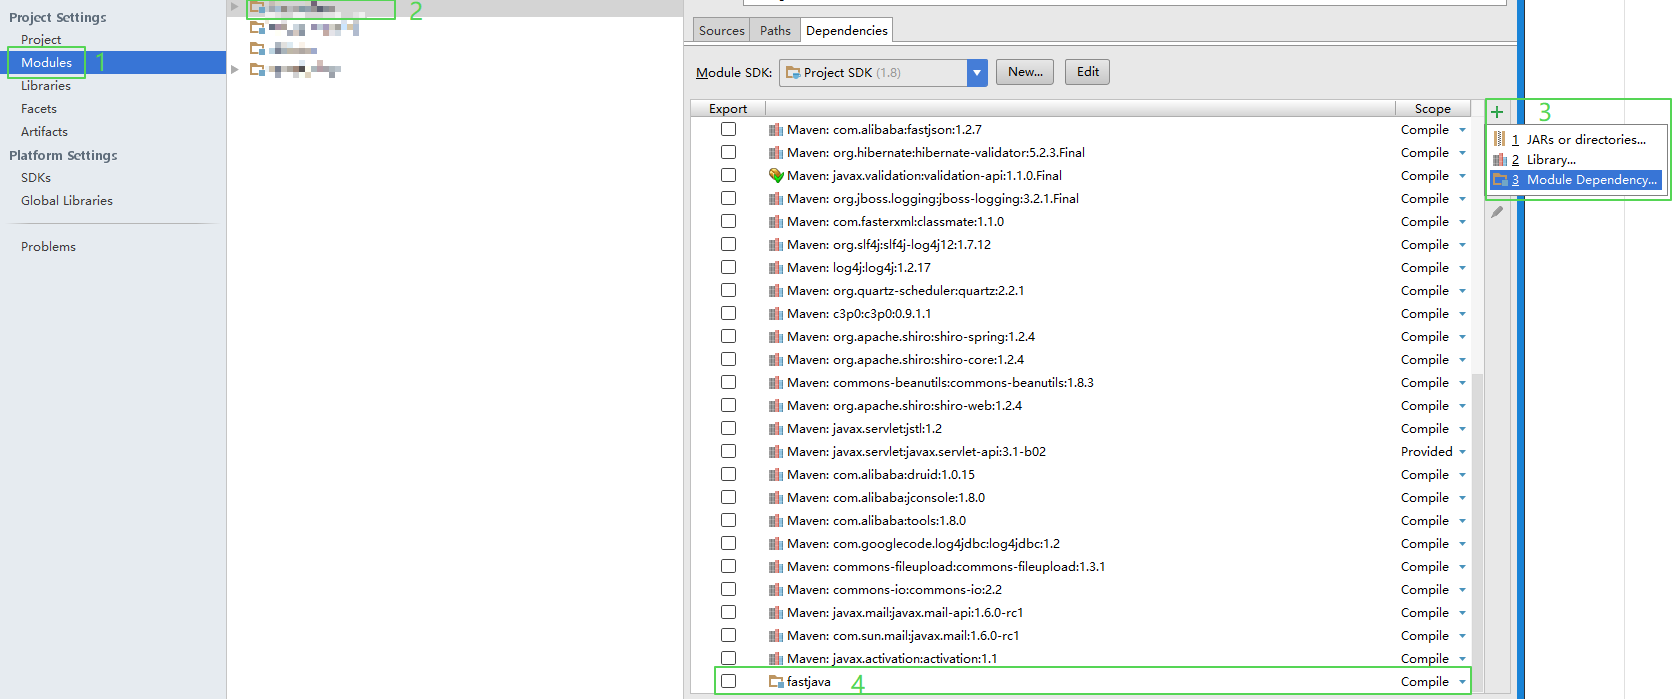 Project Settings
Project
Modules 1
Libraries
Facets
Artifacts
Platform Settings
SDKs
Global Libraries
Problems
2
Sources Paths Dependencies
Module SDK: Project SDK (1.8) New... Edit
Export Scope
Maven: com.alibaba:fastjson:1.2.7 Compile
Maven: org.hibernate:hibernate-validator:5.2.3.Final Compile
Maven: javax.validation:validation-api:1.1.0.Final Compile
Maven: org.jboss.logging:jboss-logging:3.2.1.Final Compile
Maven: com.fasterxml:classmate:1.1.0 Compile
Maven: org.slf4j:slf4j-log4j12:1.7.12 Compile
Maven: log4j:log4j:1.2.17 Compile
Maven: org.quartz-scheduler:quartz:2.2.1 Compile
Maven: c3p0:c3p0:0.9.1.1 Compile
Maven: org.apache.shiro:shiro-spring:1.2.4 Compile
Maven: org.apache.shiro:shiro-core:1.2.4 Compile
Maven: commons-beanutils:commons-beanutils:1.8.3 Compile
Maven: org.apache.shiro:shiro-web:1.2.4 Compile
Maven: javax.servlet:jstl:1.2 Compile
Maven: javax.servlet:javax.servlet-api:3.1-b02 Provided
Maven: com.alibaba:druid:1.0.15 Compile
Maven: com.alibaba:jconsole:1.8.0 Compile
Maven: com.alibaba:tools:1.8.0 Compile
Maven: com.googlecode.log4jdbc:log4jdbc:1.2 Compile
Maven: commons-fileupload:commons-fileupload:1.3.1 Compile
Maven: commons-io:commons-io:2.2 Compile
Maven: javax.mail:javax.mail-api:1.6.0-rc1 Compile
Maven: com.sun.mail:javax.mail:1.6.0-rc1 Compile
Maven: javax.activation:activation:1.1 Compile
fastjava 4 Compile
+ 3
1 JARs or directories...
2 Library...
3 Module Dependency...